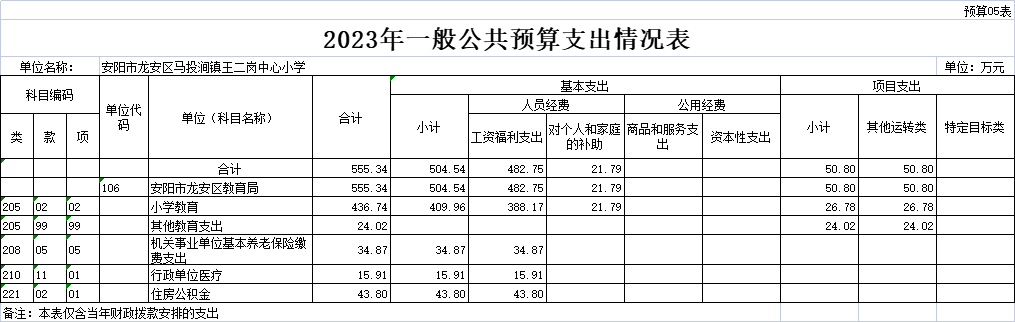 预算05表
2023年一般公共预算支出情况表
单位名称： 安阳市龙安区马投涧镇王二岗中心小学 单位：万元
科目编码 单位代码 单位（科目名称） 合计 基本支出 项目支出
小计 人员经费 公用经费 小计 其他运转类 特定目标类
类 款 项 工资福利支出 对个人和家庭的补助 商品和服务支出 资本性支出
合计 555.34 504.54 482.75 21.79 50.80 50.80
106 安阳市龙安区教育局 555.34 504.54 482.75 21.79 50.80 50.80
205 02 02 小学教育 436.74 409.96 388.17 21.79 26.78 26.78
205 99 99 其他教育支出 24.02 24.02 24.02
208 05 05 机关事业单位基本养老保险缴费支出 34.87 34.87 34.87
210 11 01 行政单位医疗 15.91 15.91 15.91
221 02 01 住房公积金 43.80 43.80 43.80
备注：本表仅含当年财政拨款安排的支出